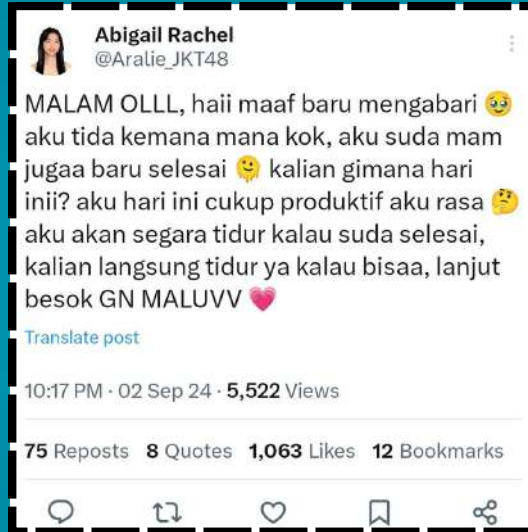 Abigail Rachel
@Aralie_JKT48
MALAM OLLL, haii maaf baru mengabari 🥹
aku tida kemana mana kok, aku suda mam
jugaa baru selesai 🫠 kalian gimana hari
inii? aku hari ini cukup produktif aku rasa 🤔
aku akan segara tidur kalau suda selesai,
kalian langsung tidur ya kalau bisaa, lanjut
besok GN MALUVV 💗
Translate post
10:17 PM · 02 Sep 24 · 5,522 Views
75 Reposts 8 Quotes 1,063 Likes 12 Bookmarks